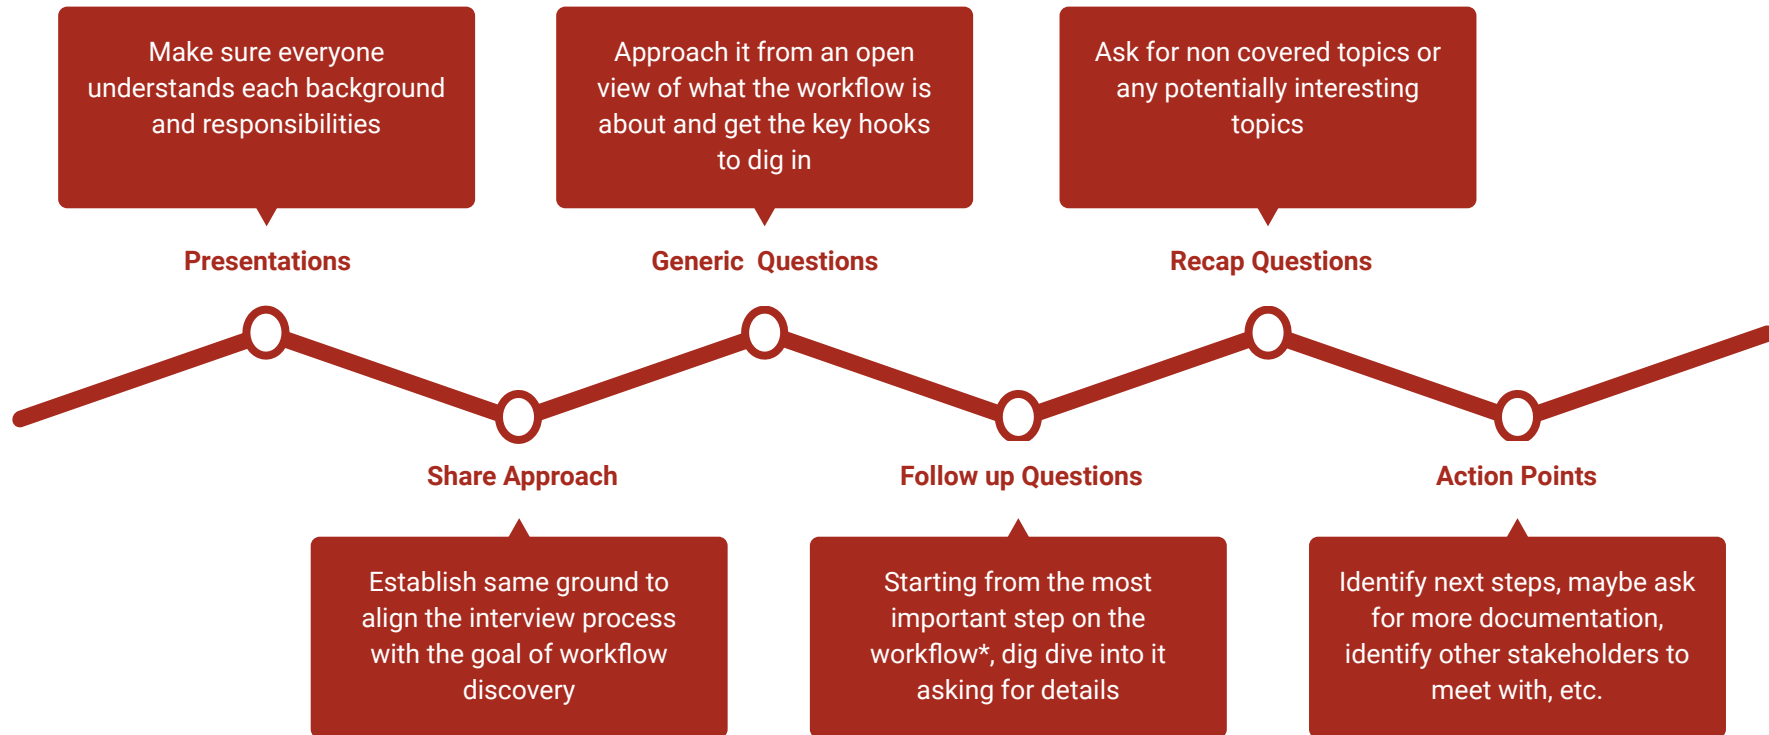 Make sure everyone
understands each background
and responsibilities
Presentations
Share Approach
Establish same ground to
align the interview process
with the goal of workflow
discovery
Approach it from an open
view of what the workflow is
about and get the key hooks
to dig in
Generic  Questions
Follow up Questions
Starting from the most
important step on the
workflow*, dig dive into it
asking for details
Ask for non covered topics or
any potentially interesting
topics
Recap Questions
Action Points
Identify next steps, maybe ask
for more documentation,
identify other stakeholders to
meet with, etc.